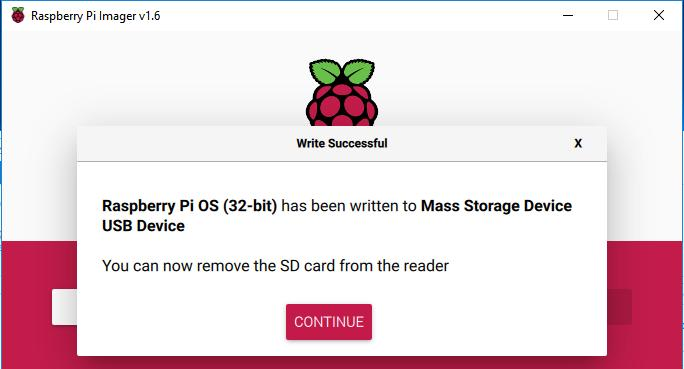 Raspberry Pi Imager v1.6
Write Successful X
Raspberry Pi OS (32-bit) has been written to Mass Storage Device
USB Device
You can now remove the SD card from the reader
CONTINUE